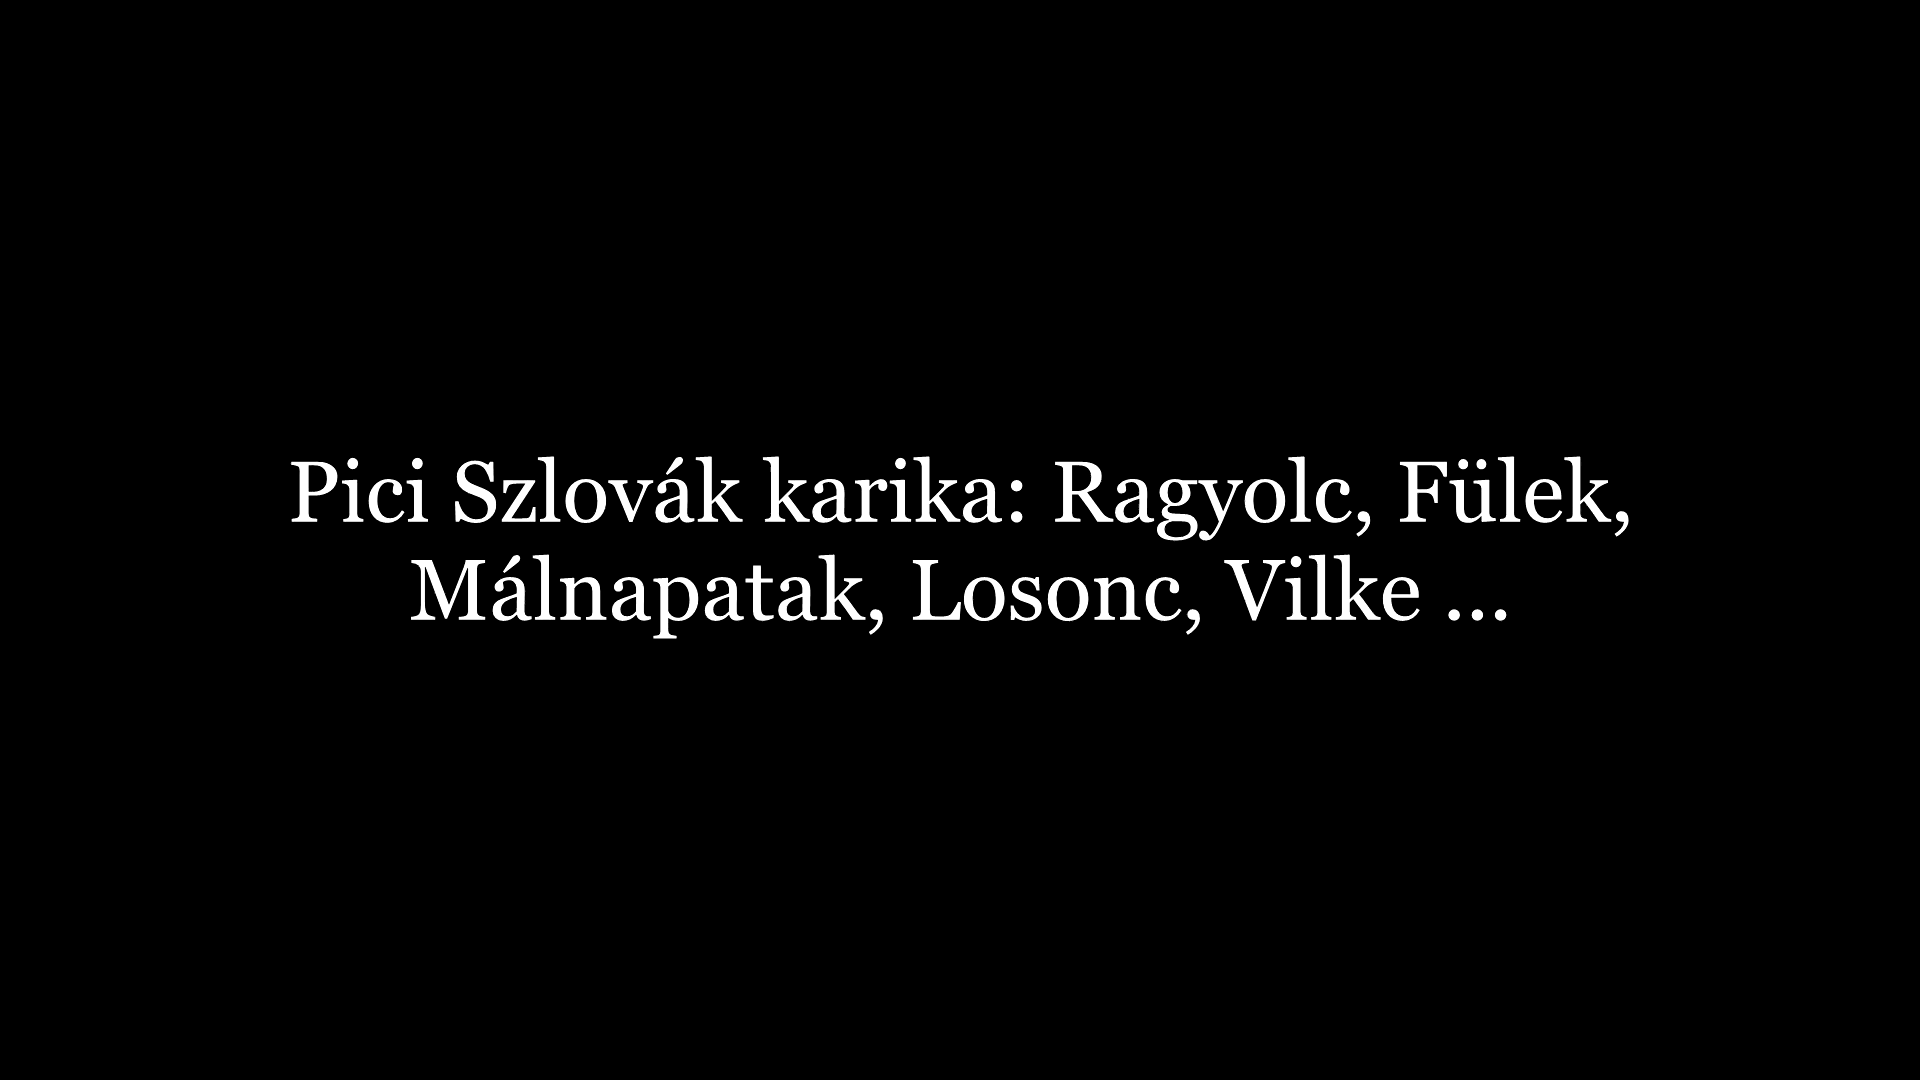 Pici Szlovák karika: Ragyolc, Fülek,
Málnapatak, Losonc, Vilke ...